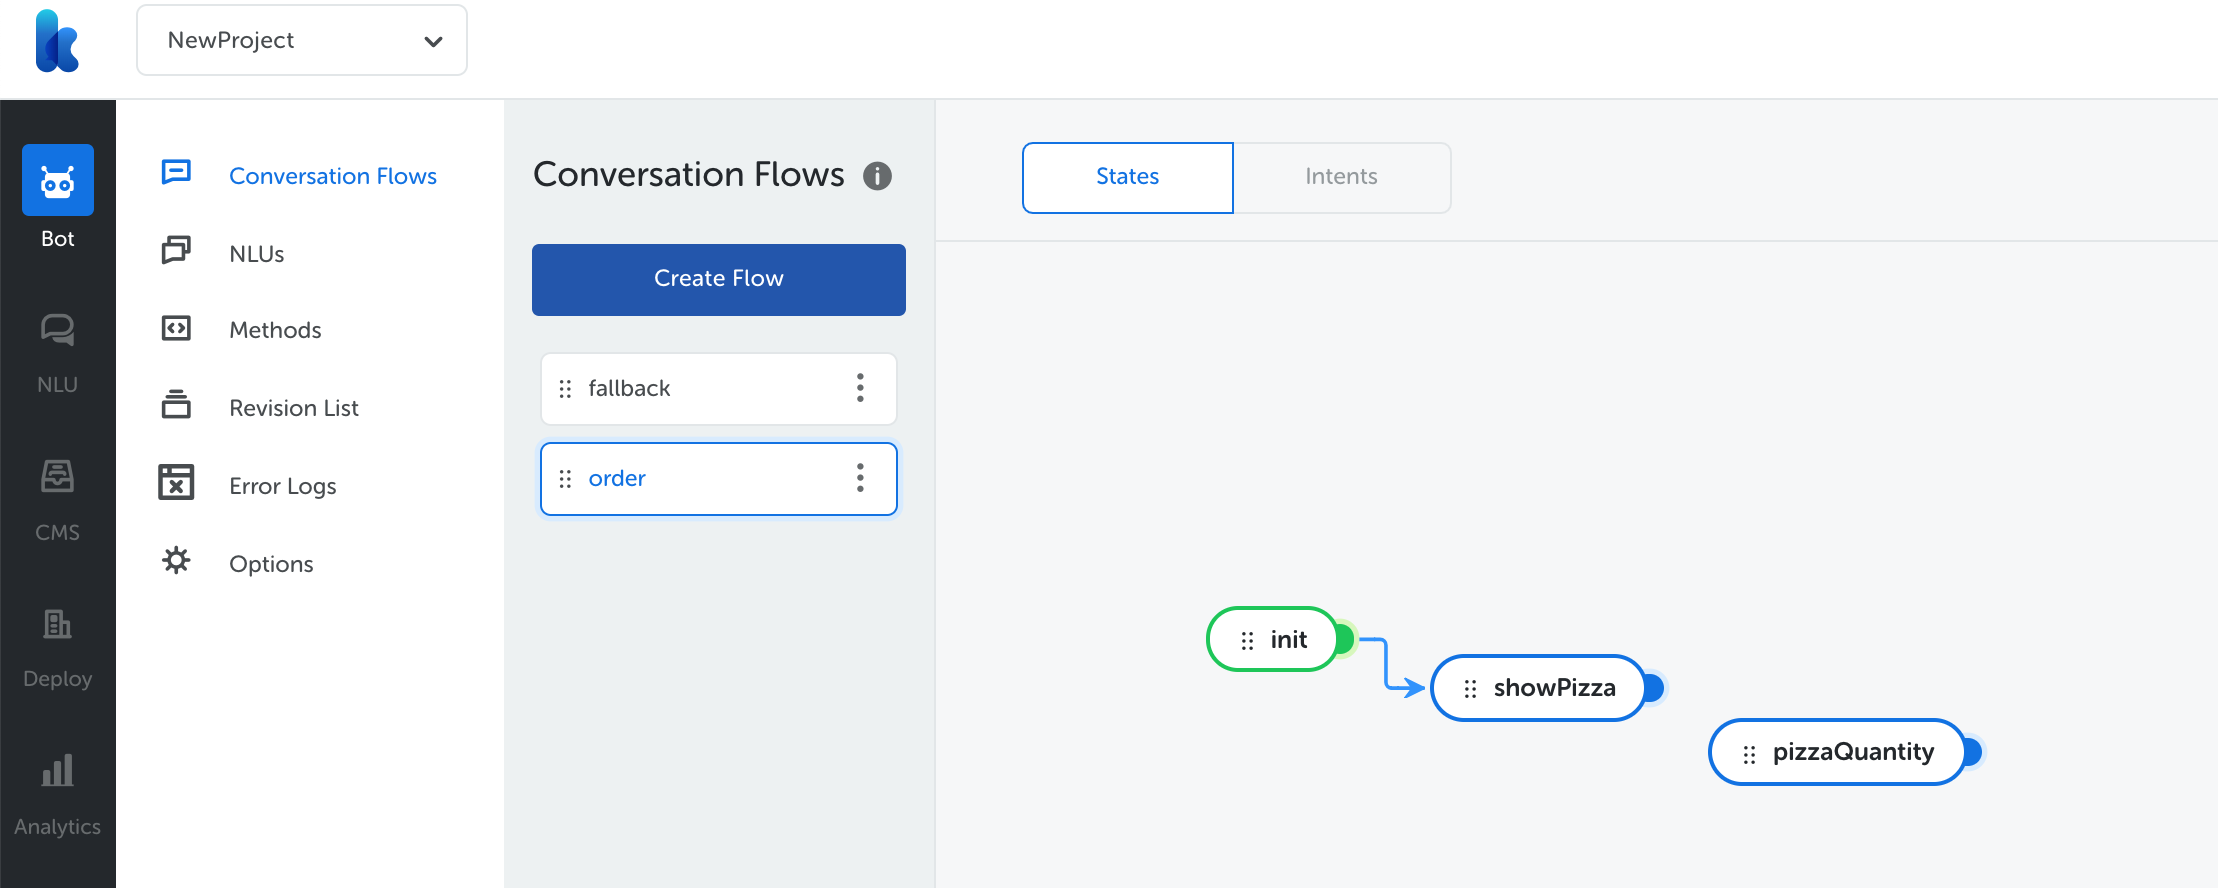 NewProject
Bot
NLU
CMS
Deploy
Analytics
Conversation Flows
NLUs
Methods
Revision List
Error Logs
Options
Conversation Flows
Create Flow
fallback
order
States
Intents
init
showPizza
pizzaQuantity